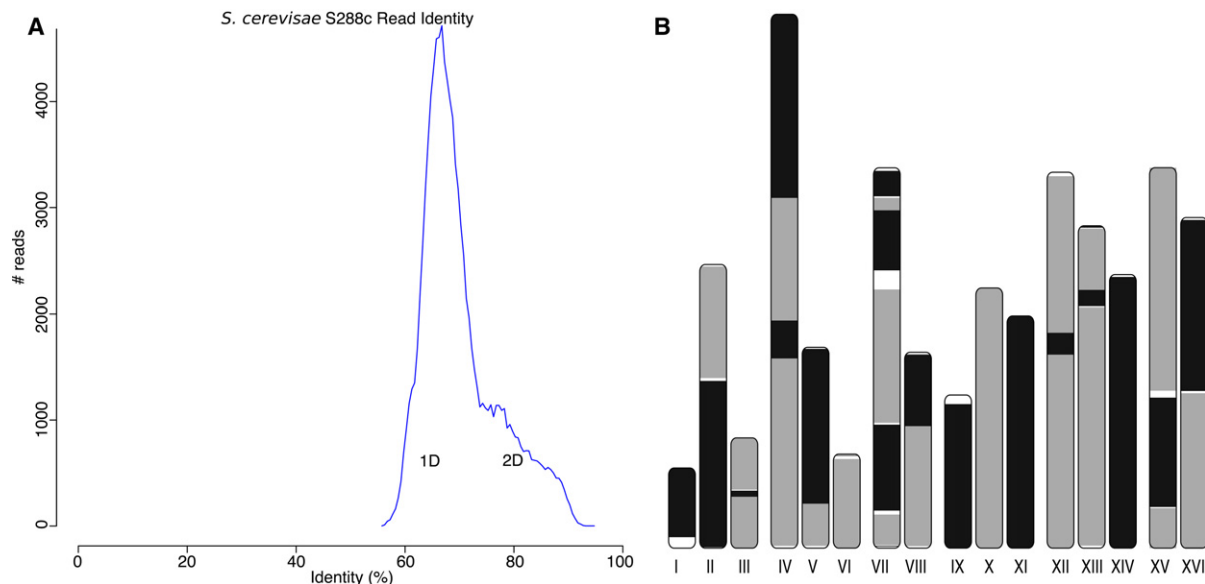 A
S. cerevisae S288c Read Identity
# reads
4000
3000
2000
1000
0
1D
2D
0
20
40
60
80
100
Identity (%)
B
I II III IV V VI VII VIII IX X XI XII XIII XIV XV XVI